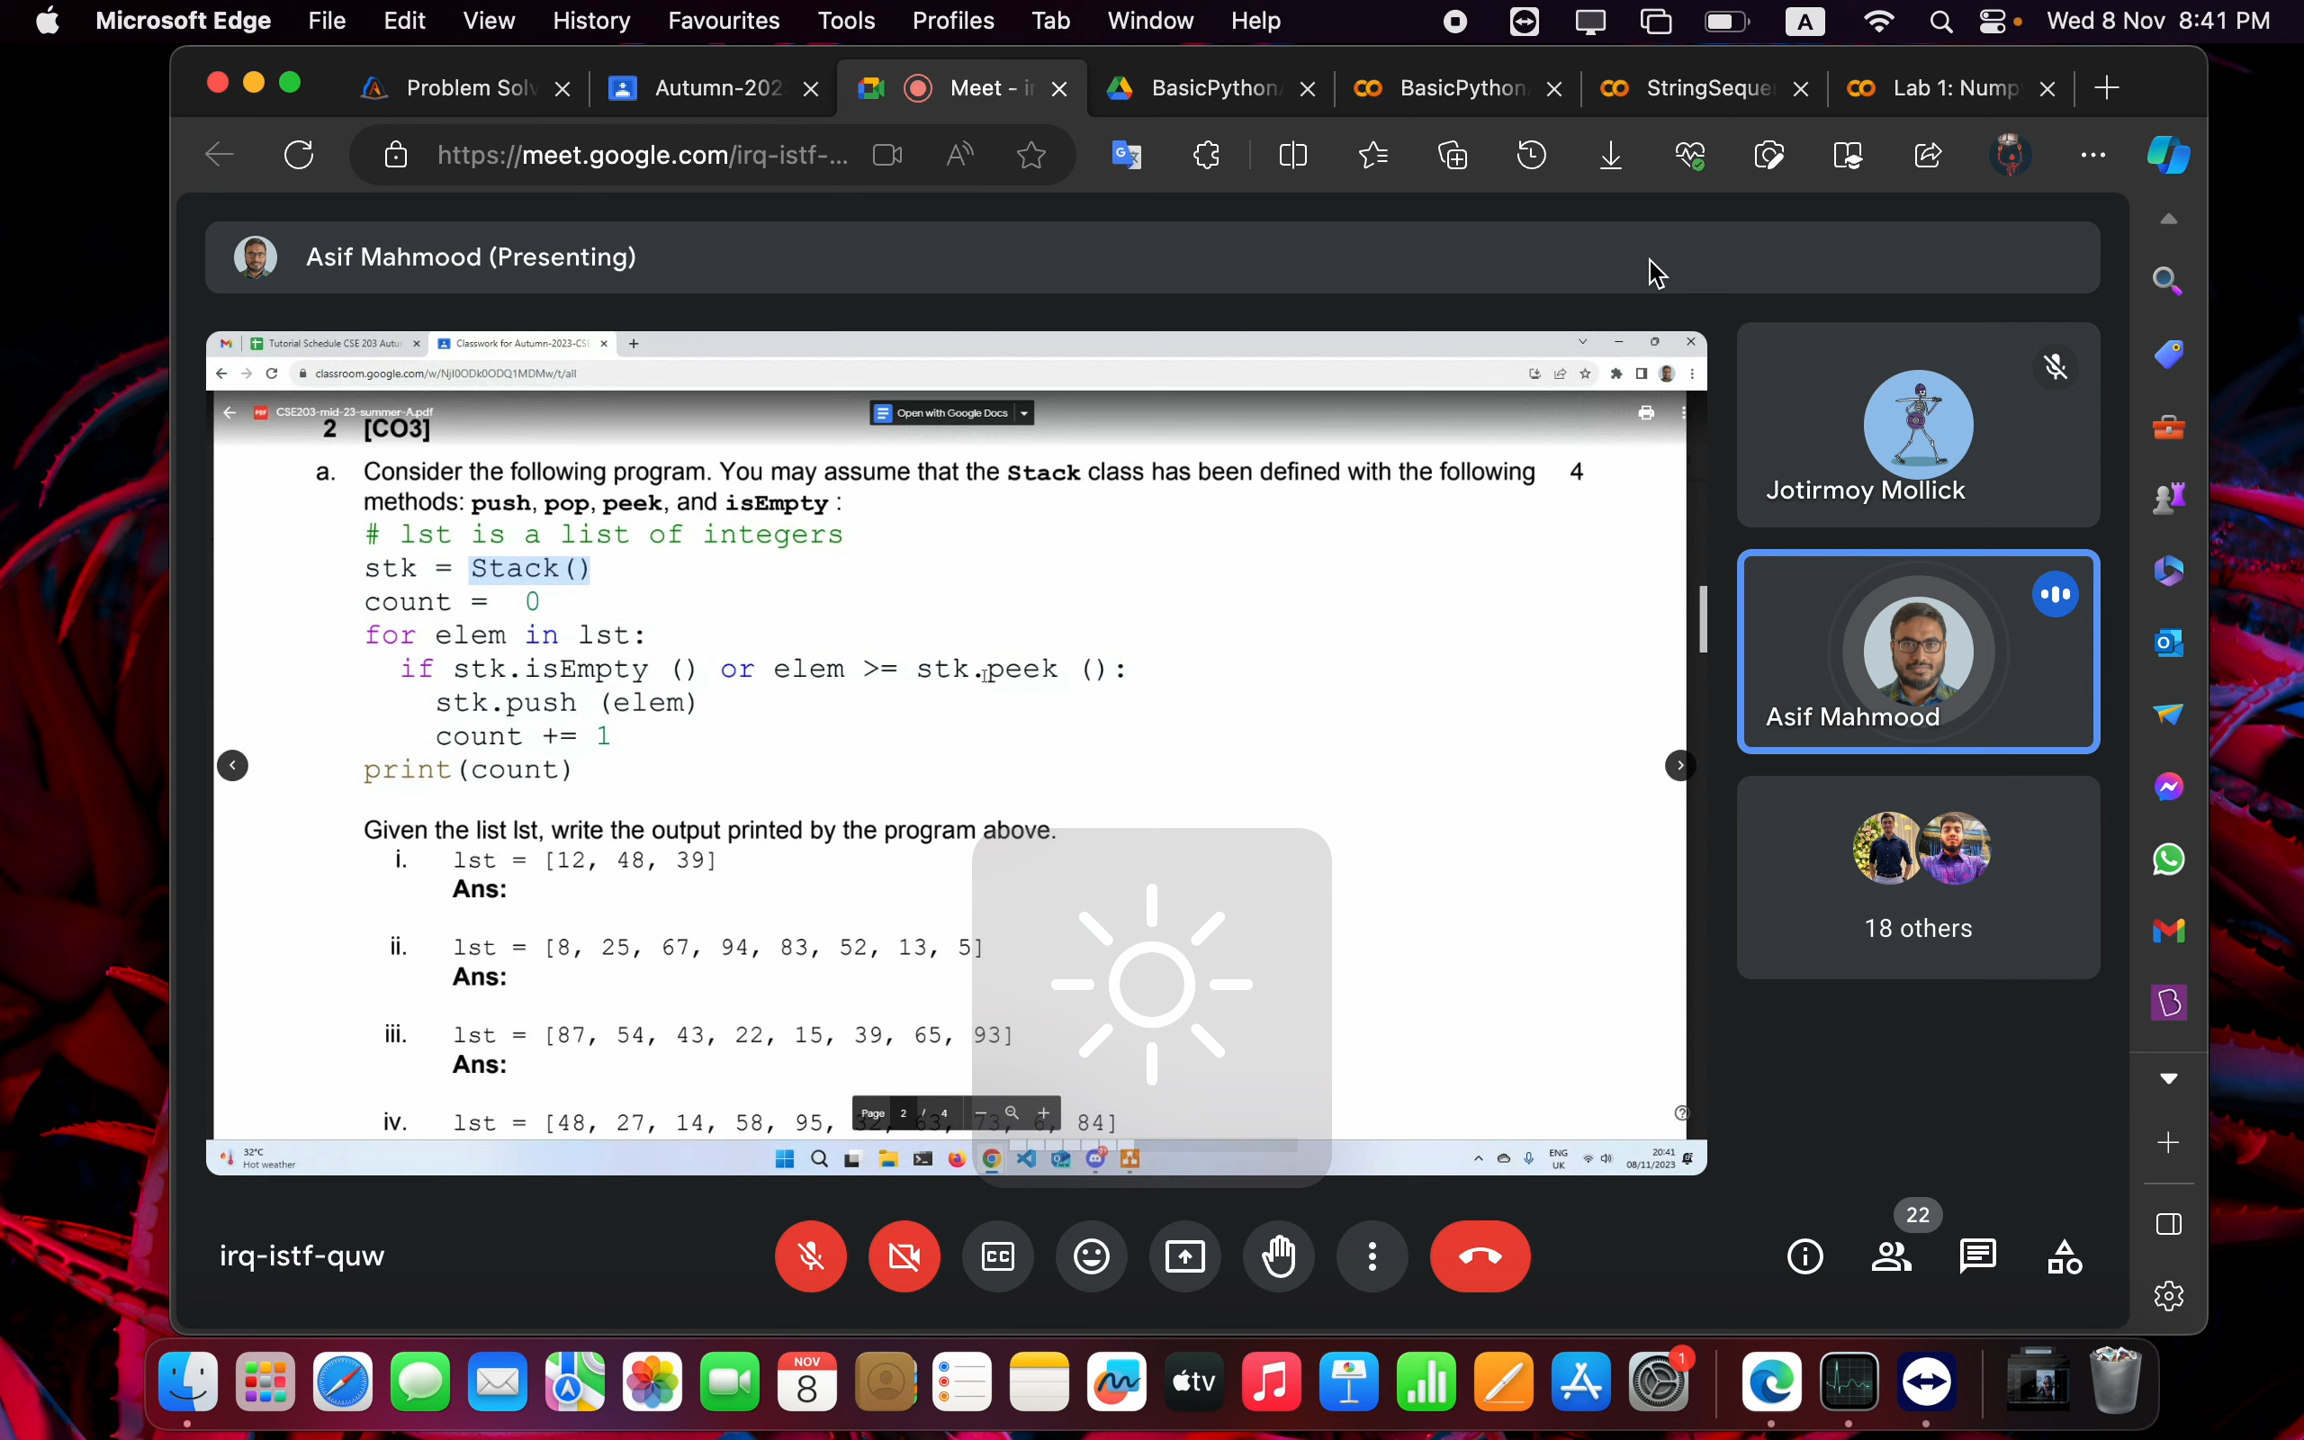 Microsoft Edge File Edit View History Favourites Tools Profiles Tab Window Help A Wed 8 Nov 8:41 PM
Problem Solv Autumn-202 Meet - BasicPython BasicPython StringSeque Lab 1: Nump
https://meet.google.com/irq-istf-...
Asif Mahmood (Presenting)
Tutorial Schedule CSE 203 Autu Classwork for Autumn-2023-CS
classroom.google.com/w/NjI0ODk0ODQ1MDMw/t/all
CSE203-mid-23-summer-A.pdf Open with Google Docs
2 [CO3]
a. Consider the following program. You may assume that the Stack class has been defined with the following 4
methods: push, pop, peek, and isEmpty :
# lst is a list of integers
stk = Stack()
count = 0
for elem in lst:
if stk.isEmpty () or elem >= stk.peek ():
stk.push (elem)
count += 1
print(count)
Given the list lst, write the output printed by the program above.
i. lst = [12, 48, 39]
Ans:
ii. lst = [8, 25, 67, 94, 83, 52, 13, 5]
Ans:
iii. lst = [87, 54, 43, 22, 15, 39, 65, 93]
Ans:
iv. lst = [48, 27, 14, 58, 95, 32, 63, 73, 6, 84]
Page 2 / 4
32°C
Hot weather
ENG
UK
20:41
08/11/2023
Jotirmoy Mollick
Asif Mahmood
18 others
irq-istf-quw
22
NOV
8
tv
1